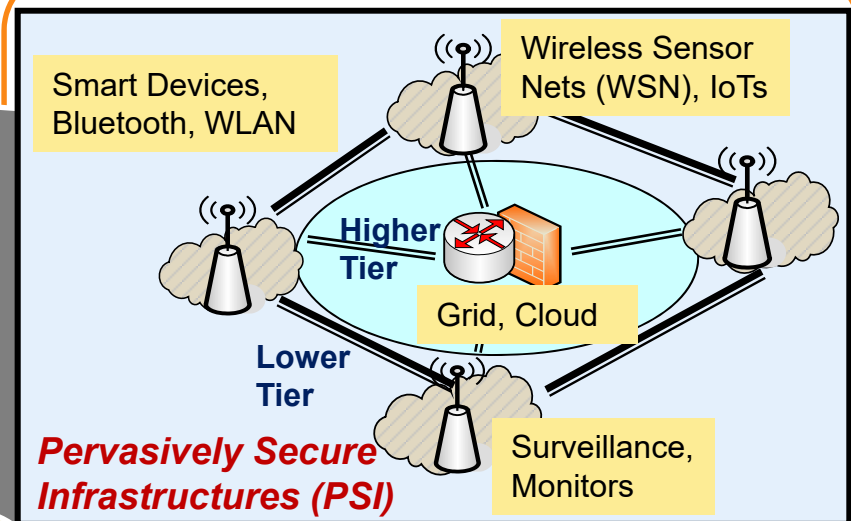 Smart Devices,
Bluetooth, WLAN
Wireless Sensor
Nets (WSN), IoTs
Higher
Tier
Grid, Cloud
Lower
Tier
Pervasively Secure
Infrastructures (PSI)
Surveillance,
Monitors